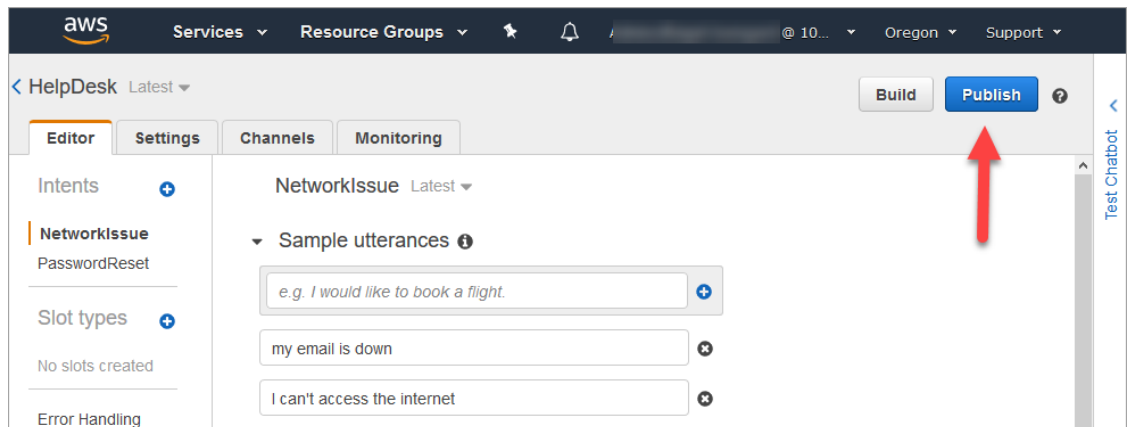 aws Services Resource Groups @ 10... Oregon Support
HelpDesk Latest
Build Publish
Editor Settings Channels Monitoring
Test Chatbot
Intents
NetworkIssue
PasswordReset
Slot types
No slots created
Error Handling
NetworkIssue Latest
Sample utterances
e.g. I would like to book a flight.
my email is down
I can't access the internet